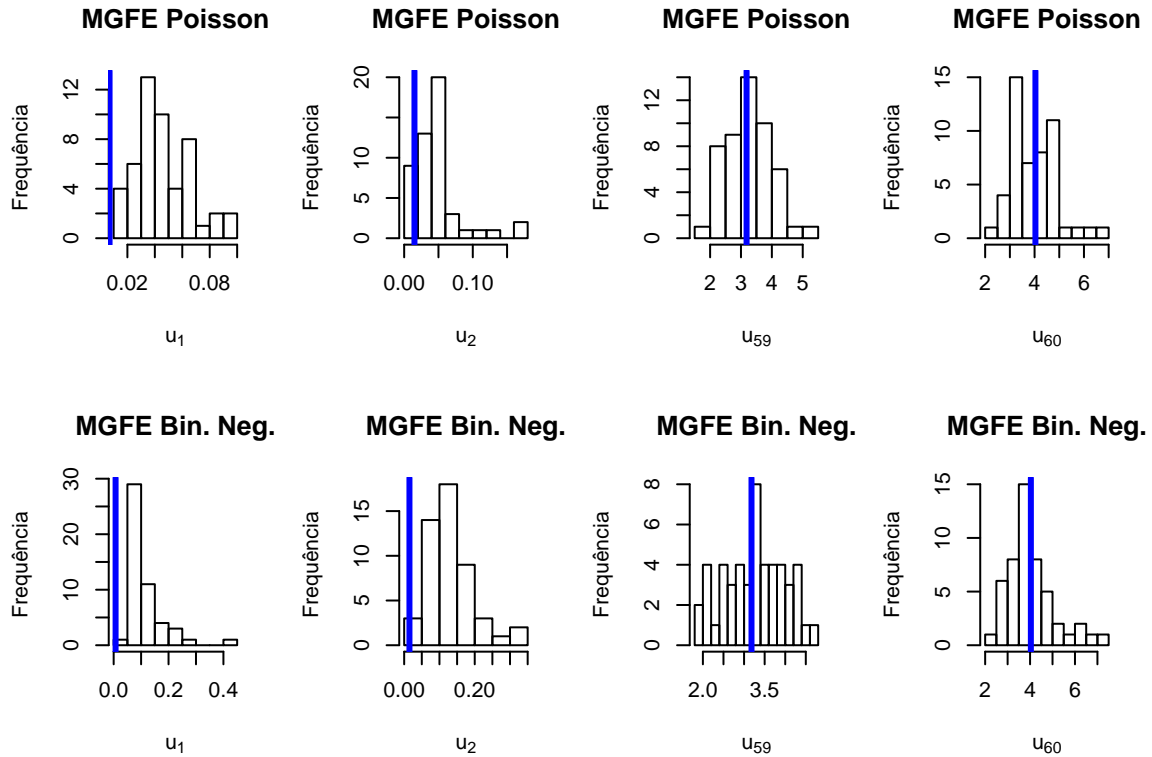 MGFE Poisson
MGFE Poisson
MGFE Poisson
MGFE Poisson
Frequência
0 4 8 12
0.02 0.08
u1
Frequência
0 5 10 20
0.00 0.10
u2
Frequência
0 4 8 12
2 3 4 5
u59
Frequência
0 5 10 15
2 4 6
u60
MGFE Bin. Neg.
MGFE Bin. Neg.
MGFE Bin. Neg.
MGFE Bin. Neg.
Frequência
0 10 20 30
0.0 0.2 0.4
u1
Frequência
0 5 10 15
0.00 0.20
u2
Frequência
0 2 4 6 8
2.0 3.5
u59
Frequência
0 5 10 15
2 4 6
u60